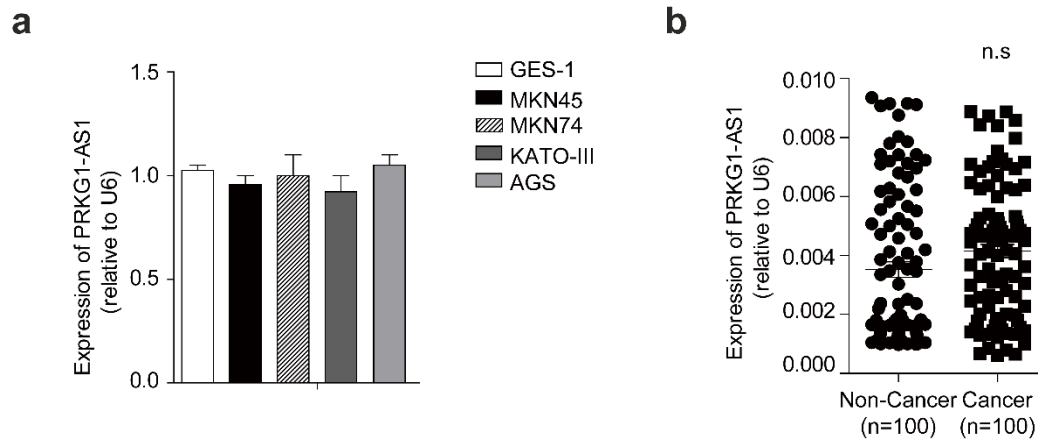 a
Expression of PRKG1-AS1
(relative to U6)
1.5
1.0
0.5
0.0
GES-1
MKN45
MKN74
KATO-III
AGS
b
n.s
Expression of PRKG1-AS1
(relative to U6)
0.010
0.008
0.006
0.004
0.002
0.000
Non-Cancer Cancer
(n=100) (n=100)